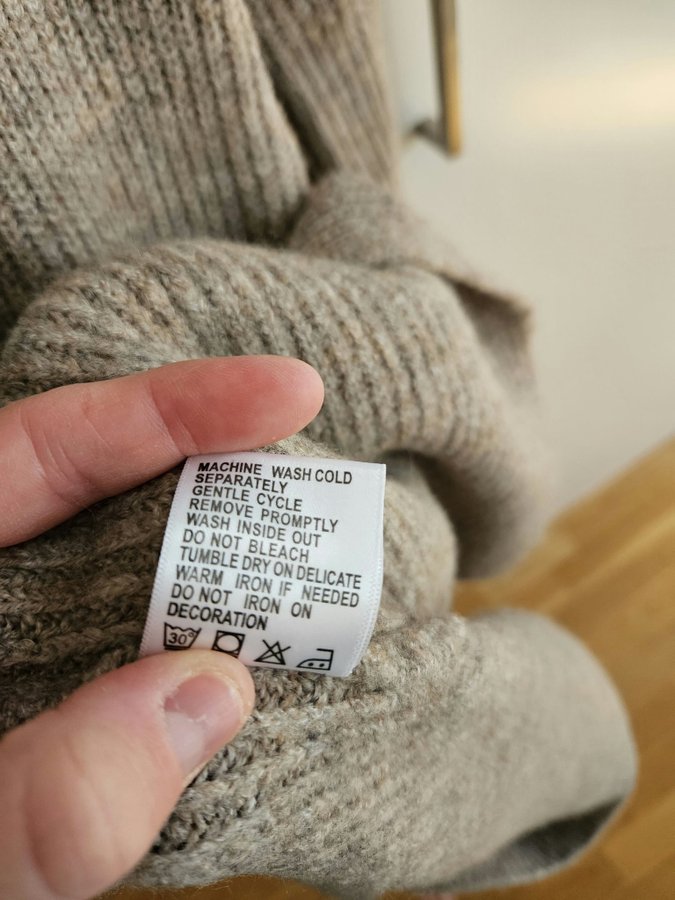 MACHINE WASH COLD
SEPARATELY
GENTLE CYCLE
REMOVE PROMPTLY
WASH INSIDE OUT
DO NOT BLEACH
TUMBLE DRY ON DELICATE
WARM IRON IF NEEDED
DO NOT IRON ON
DECORATION
30°